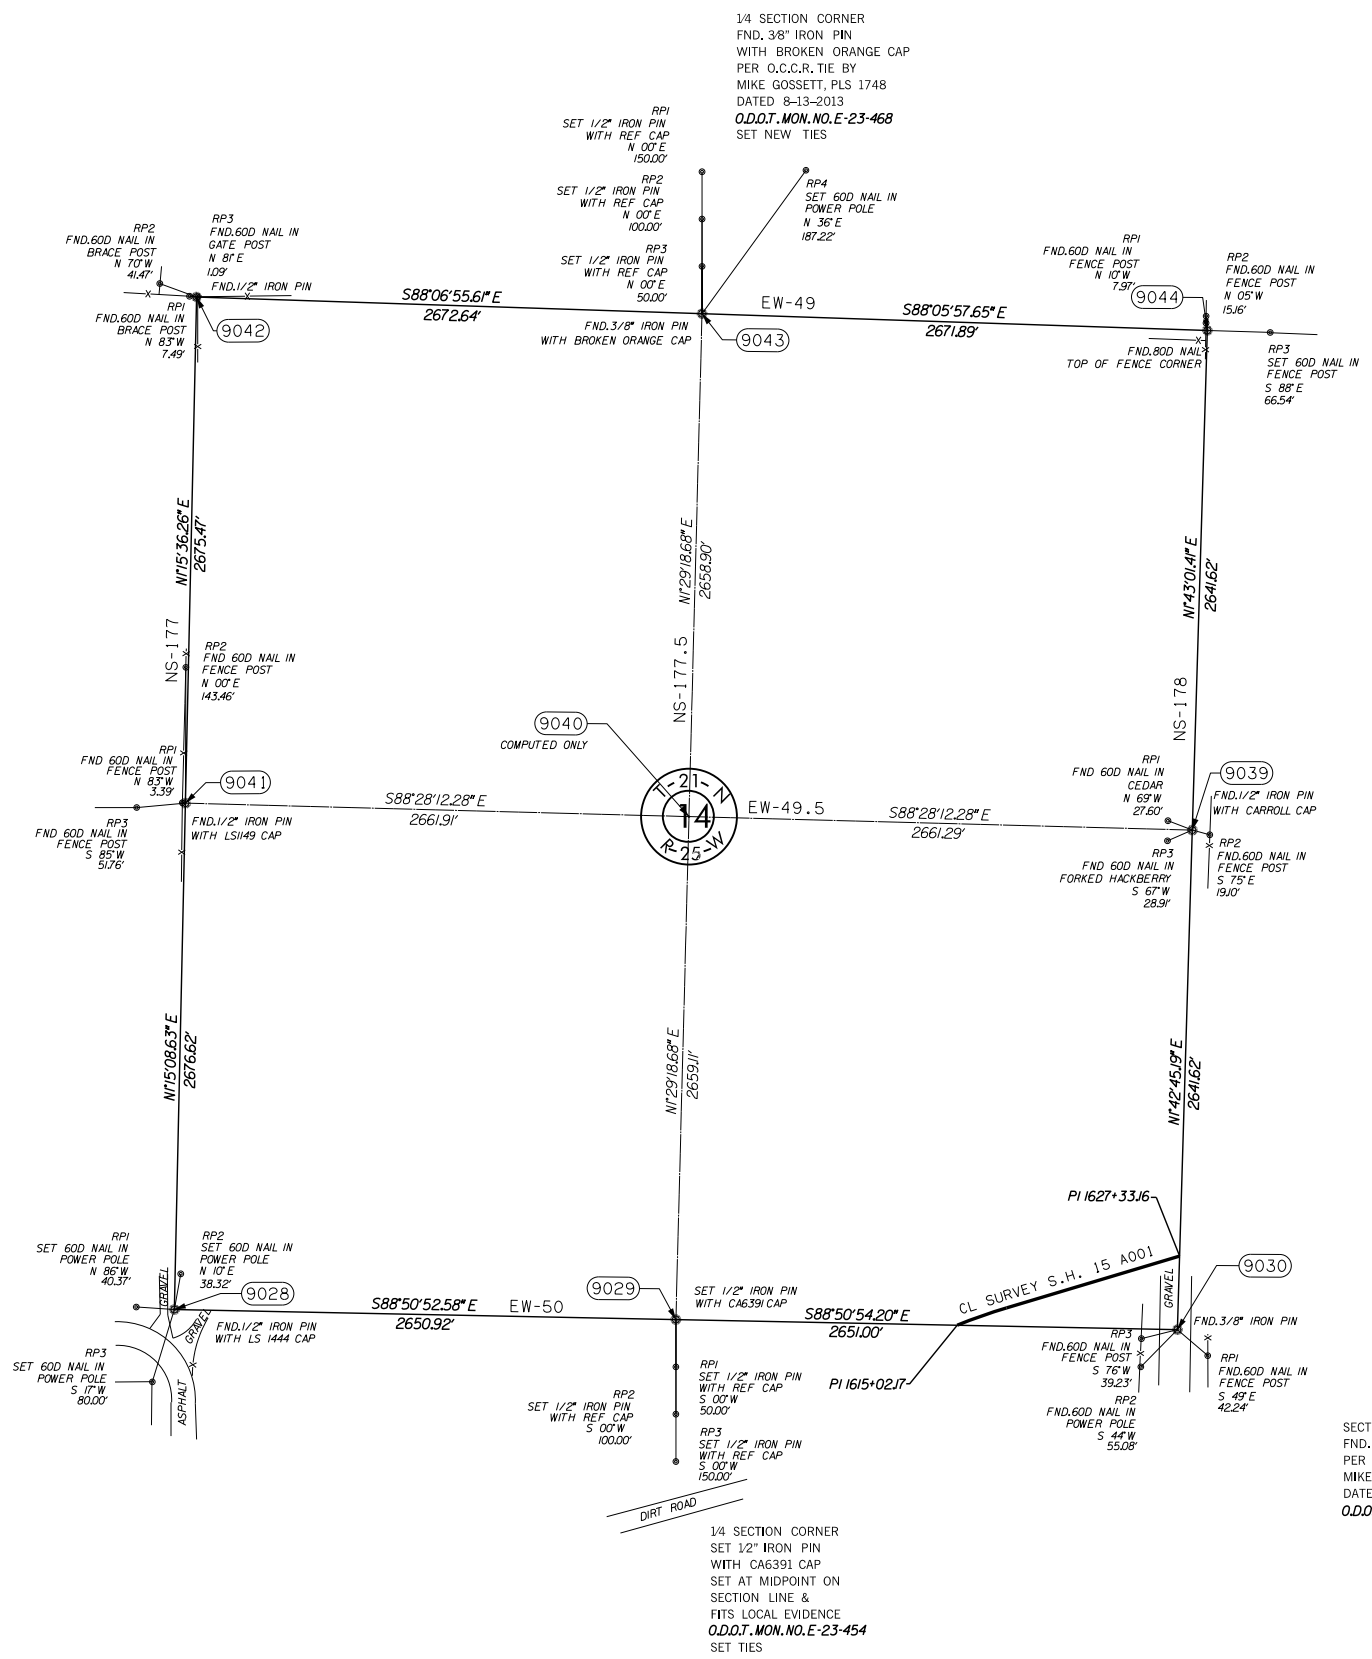 1/4 SECTION CORNER
FND. 3/8" IRON PIN
WITH BROKEN ORANGE CAP
PER O.C.C.R. TIE BY
MIKE GOSSETT, PLS 1748
DATED 8-13-2013
O.D.O.T. MON. NO. E-23-468
SET NEW TIES
RP1
SET 1/2" IRON PIN
WITH REF CAP
N 00° E
150.00'
RP2
SET 1/2" IRON PIN
WITH REF CAP
N 00° E
100.00'
RP3
SET 1/2" IRON PIN
WITH REF CAP
N 00° E
50.00'
RP4
SET 60D NAIL IN
POWER POLE
N 36° E
187.22'
RP2
FND.60D NAIL IN
BRACE POST
N 70° W
41.47'
RP3
FND.60D NAIL IN
GATE POST
N 81° E
1.09'
FND.1/2" IRON PIN
RP1
FND.60D NAIL IN
BRACE POST
N 83° W
7.49'
9042
S88°06'55.61" E
2672.64'
FND.3/8" IRON PIN
WITH BROKEN ORANGE CAP
9043
EW-49
S88°05'57.65" E
2671.89'
RP1
FND.60D NAIL IN
FENCE POST
N 10° W
7.97'
9044
RP2
FND.60D NAIL IN
FENCE POST
N 05° W
15.16'
FND.80D NAIL
TOP OF FENCE CORNER
RP3
SET 60D NAIL IN
FENCE POST
S 88° E
66.54'
N1°15'36.26" E
2675.47'
NS-177
N1°29'18.68" E
2658.90'
NS-177.5
N1°43'01.41" E
2641.62'
NS-178
RP2
FND 60D NAIL IN
FENCE POST
N 00° E
143.46'
RP1
FND 60D NAIL IN
FENCE POST
N 83° W
3.39'
9041
RP3
FND 60D NAIL IN
FENCE POST
S 85° W
51.76'
FND.1/2" IRON PIN
WITH LS1149 CAP
S88°28'12.28" E
2661.91'
9040
COMPUTED ONLY
T-21-N
14
R-25-W
EW-49.5
S88°28'12.28" E
2661.29'
RP1
FND 60D NAIL IN
CEDAR
N 69° W
27.60'
9039
FND.1/2" IRON PIN
WITH CARROLL CAP
RP3
FND 60D NAIL IN
FORKED HACKBERRY
S 67° W
28.91'
RP2
FND.60D NAIL IN
FENCE POST
S 75° E
19.10'
N1°15'08.63" E
2676.62'
N1°29'18.68" E
2659.11'
N1°42'45.19" E
2641.62'
PI 1627+33.16
CL SURVEY S.H. 15 A001
PI 1615+02.17
RP1
SET 60D NAIL IN
POWER POLE
N 86° W
40.37'
RP2
SET 60D NAIL IN
POWER POLE
N 10° E
38.32'
9028
GRAVEL
GRAVEL
ASPHALT
FND.1/2" IRON PIN
WITH LS 1444 CAP
RP3
SET 60D NAIL IN
POWER POLE
S 17° W
80.00'
S88°50'52.58" E
2650.92'
EW-50
9029
SET 1/2" IRON PIN
WITH CA6391 CAP
S88°50'54.20" E
2651.00'
9030
GRAVEL
FND.3/8" IRON PIN
RP3
FND.60D NAIL IN
FENCE POST
S 76° W
39.23'
RP1
FND.60D NAIL IN
FENCE POST
S 49° E
42.24'
RP2
FND.60D NAIL IN
POWER POLE
S 44° W
55.08'
RP1
SET 1/2" IRON PIN
WITH REF CAP
S 00° W
50.00'
RP2
SET 1/2" IRON PIN
WITH REF CAP
S 00° W
100.00'
RP3
SET 1/2" IRON PIN
WITH REF CAP
S 00° W
150.00'
DIRT ROAD
1/4 SECTION CORNER
SET 1/2" IRON PIN
WITH CA6391 CAP
SET AT MIDPOINT ON
SECTION LINE &
FITS LOCAL EVIDENCE
O.D.O.T. MON. NO. E-23-454
SET TIES
SECT
FND.
PER
MIKE
DATE
O.D.O